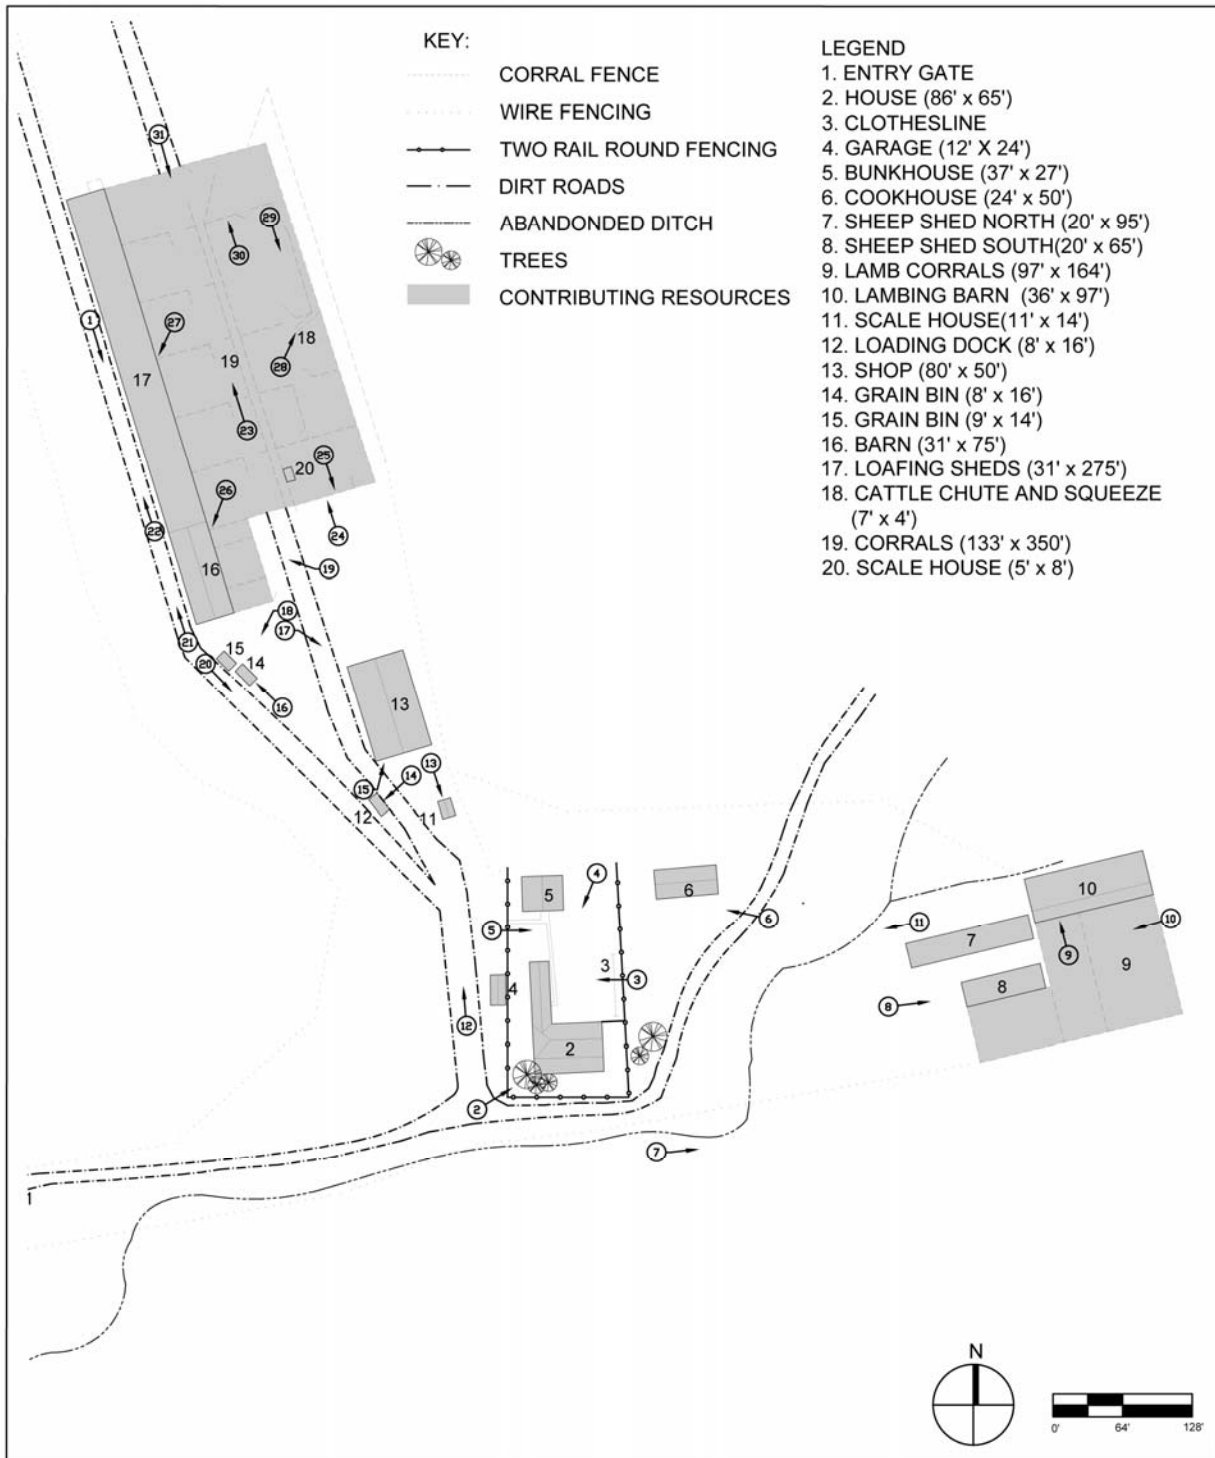 KEY:
CORRAL FENCE
WIRE FENCING
TWO RAIL ROUND FENCING
DIRT ROADS
ABANDONDED DITCH
TREES
CONTRIBUTING RESOURCES
LEGEND
1. ENTRY GATE
2. HOUSE (86' x 65')
3. CLOTHESLINE
4. GARAGE (12' X 24')
5. BUNKHOUSE (37' x 27')
6. COOKHOUSE (24' x 50')
7. SHEEP SHED NORTH (20' x 95')
8. SHEEP SHED SOUTH(20' x 65')
9. LAMB CORRALS (97' x 164')
10. LAMBING BARN (36' x 97')
11. SCALE HOUSE(11' x 14')
12. LOADING DOCK (8' x 16')
13. SHOP (80' x 50')
14. GRAIN BIN (8' x 16')
15. GRAIN BIN (9' x 14')
16. BARN (31' x 75')
17. LOAFING SHEDS (31' x 275')
18. CATTLE CHUTE AND SQUEEZE
(7' x 4')
19. CORRALS (133' x 350')
20. SCALE HOUSE (5' x 8')
31
29
30
1
27
18
19
28
17
23
25
20
26
22
24
16
19
18
17
21
15
20
14
16
13
13
14
15
12
11
4
5
6
10
6
11
10
5
7
9
9
3
4
3
8
8
12
2
2
7
1
N
0' 64' 128'